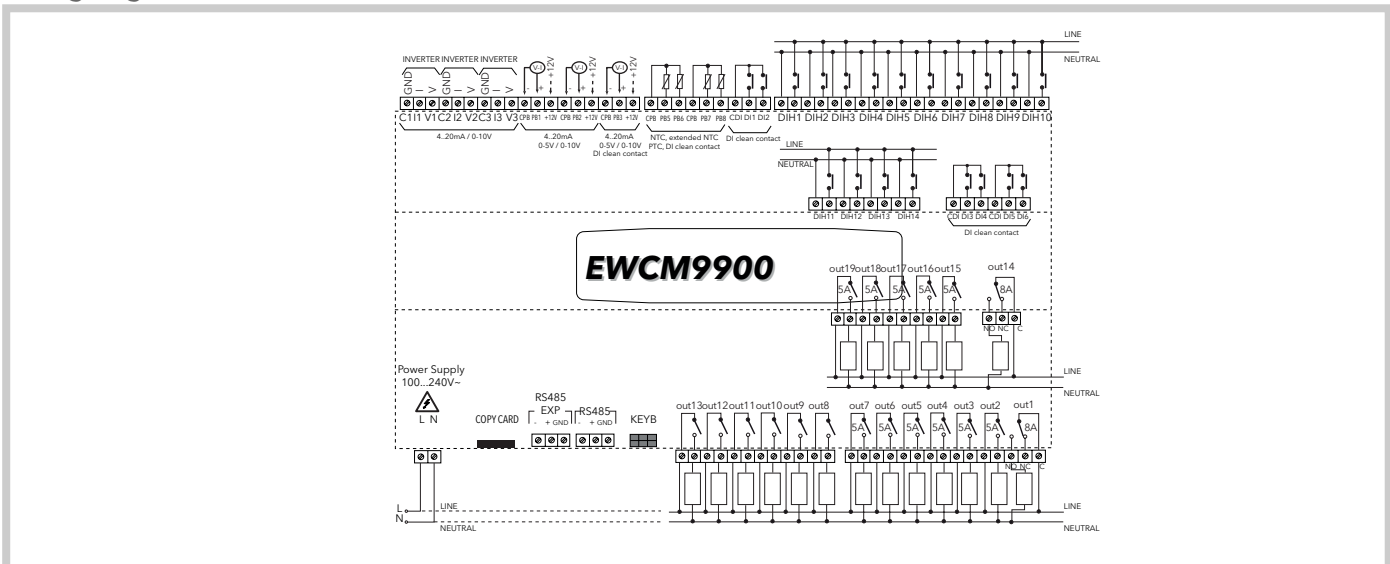 LINE
NEUTRAL
INVERTER INVERTER INVERTER
GND I V GND I V GND I V
V-I +12V V-I +12V V-I +12V
- + - + - +
C1 I1 V1 C2 I2 V2 C3 I3 V3 CPB PB1 +12V CPB PB2 +12V CPB PB3 +12V CPB PB5 PB6 CPB PB7 PB8 CDI DI1 DI2 DIH1 DIH2 DIH3 DIH4 DIH5 DIH6 DIH7 DIH8 DIH9 DIH10
4..20mA / 0-10V
4..20mA
0-5V / 0-10V
4..20mA
0-5V / 0-10V
DI clean contact
NTC, extended NTC
PTC, DI clean contact
DI clean contact
LINE
NEUTRAL
DIH11 DIH12 DIH13 DIH14
CDI DI3 DI4 CDI DI5 DI6
DI clean contact
EWCM9900
out19 out18 out17 out16 out15 out14
5A 5A 5A 5A 5A 8A
NO NC C
LINE
NEUTRAL
Power Supply
100...240V~
L N
COPY CARD
RS485
EXP
- + GND
RS485
- + GND
KEYB
out13 out12 out11 out10 out9 out8 out7 out6 out5 out4 out3 out2 out1
5A 5A 5A 5A 5A 5A 8A
NO NC C
L LINE
N NEUTRAL
LINE
NEUTRAL